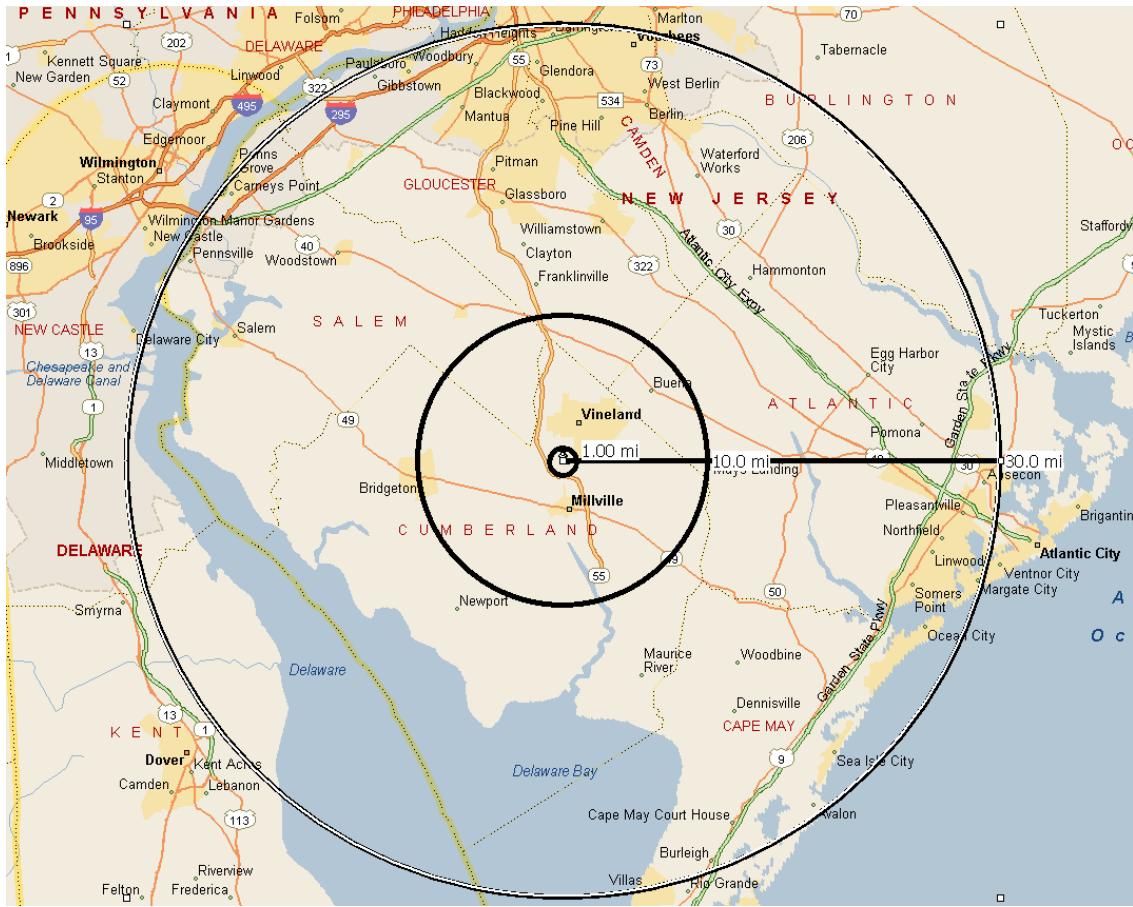 PENNSYLVANIA
Folsom
PHILADELPHIA
Marlton
70
1
202
DELAWARE
Haddon Heights
Barrington
Voorhees
Tabernacle
Kennett Square
New Garden
52
Linwood
322
Paulsboro
Woodbury
55
Glendora
73
Gibbstown
West Berlin
Claymont
495
295
Blackwood
534
BURLINGTON
Mantua
Pine Hill
Berlin
Edgemoor
CAMDEN
206
Wilmington
Stanton
Penns
Grove
Pitman
Waterford
Works
Carneys Point
GLOUCESTER
Glassboro
NEW JERSEY
2
Newark
95
Wilmington Manor Gardens
Williamstown
30
Stafford
Brookside
New Castle
40
Clayton
Atlantic City Expy
896
Pennsville
Woodstown
322
Hammonton
9
Franklinville
301
Tuckerton
NEW CASTLE
SALEM
Salem
Mystic
Islands
Delaware City
13
Egg Harbor
City
Garden State Pkwy
Chesapeake and
Delaware Canal
Buena
1
49
Vineland
ATLANTIC
Pomona
Middletown
1.00 mi
10.0 mi
40
30
30.0 mi
Mays Landing
Absecon
Bridgeton
Millville
Pleasantville
CUMBERLAND
Northfield
Brigantin
DELAWARE
Atlantic City
49
Linwood
55
Ventnor City
50
Somers
Point
Margate City
Smyrna
Newport
A
Ocean City
Oc
Maurice
River
Woodbine
Delaware
Garden State Pkwy
Dennisville
13
1
KENT
CAPE MAY
Dover
Kent Acres
9
Sea Isle City
Delaware Bay
Camden
Lebanon
113
Cape May Court House
Avalon
Burleigh
Riverview
Villas
Rio Grande
Felton
Frederica